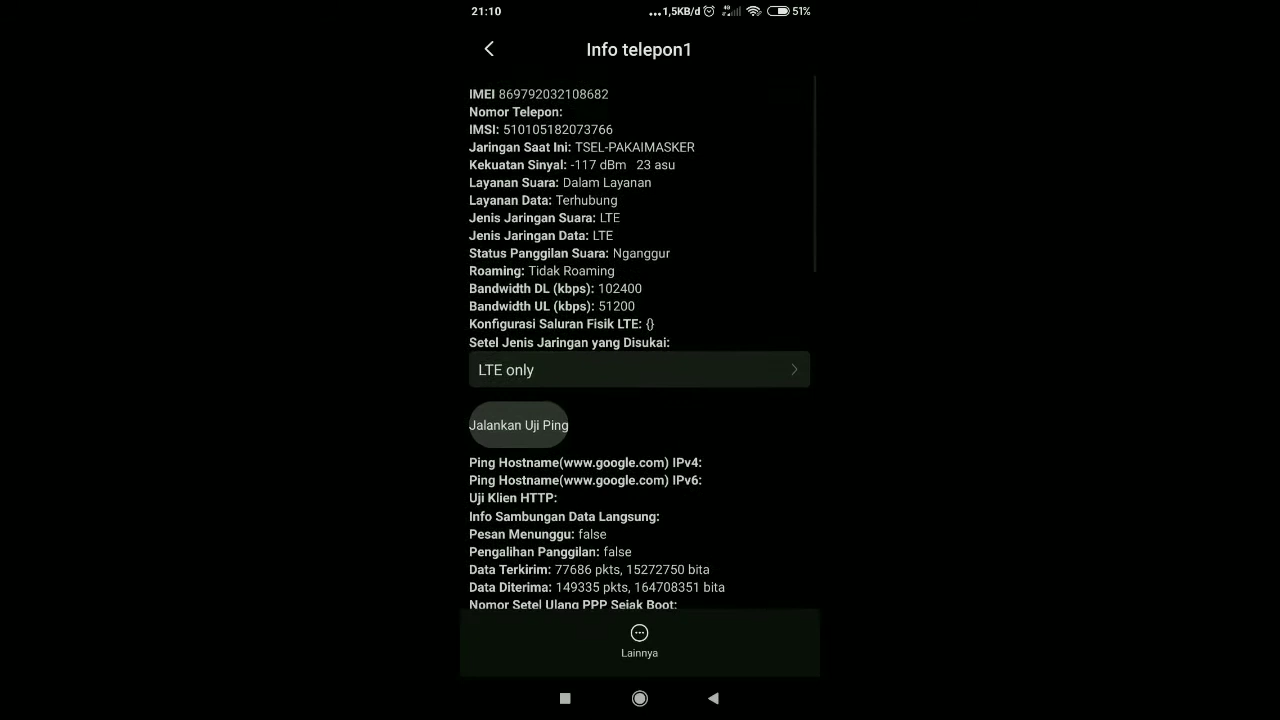 21:10
...1,5KB/d 4G 51%
Info telepon1
IMEI 869792032108682
Nomor Telepon:
IMSI: 510105182073766
Jaringan Saat Ini: TSEL-PAKAIMASKER
Kekuatan Sinyal: -117 dBm 23 asu
Layanan Suara: Dalam Layanan
Layanan Data: Terhubung
Jenis Jaringan Suara: LTE
Jenis Jaringan Data: LTE
Status Panggilan Suara: Nganggur
Roaming: Tidak Roaming
Bandwidth DL (kbps): 102400
Bandwidth UL (kbps): 51200
Konfigurasi Saluran Fisik LTE: {}
Setel Jenis Jaringan yang Disukai:
LTE only
Jalankan Uji Ping
Ping Hostname(www.google.com) IPv4:
Ping Hostname(www.google.com) IPv6:
Uji Klien HTTP:
Info Sambungan Data Langsung:
Pesan Menunggu: false
Pengalihan Panggilan: false
Data Terkirim: 77686 pkts, 15272750 bita
Data Diterima: 149335 pkts, 164708351 bita
Nomor Setel Ulang PPP Sejak Boot:
Lainnya